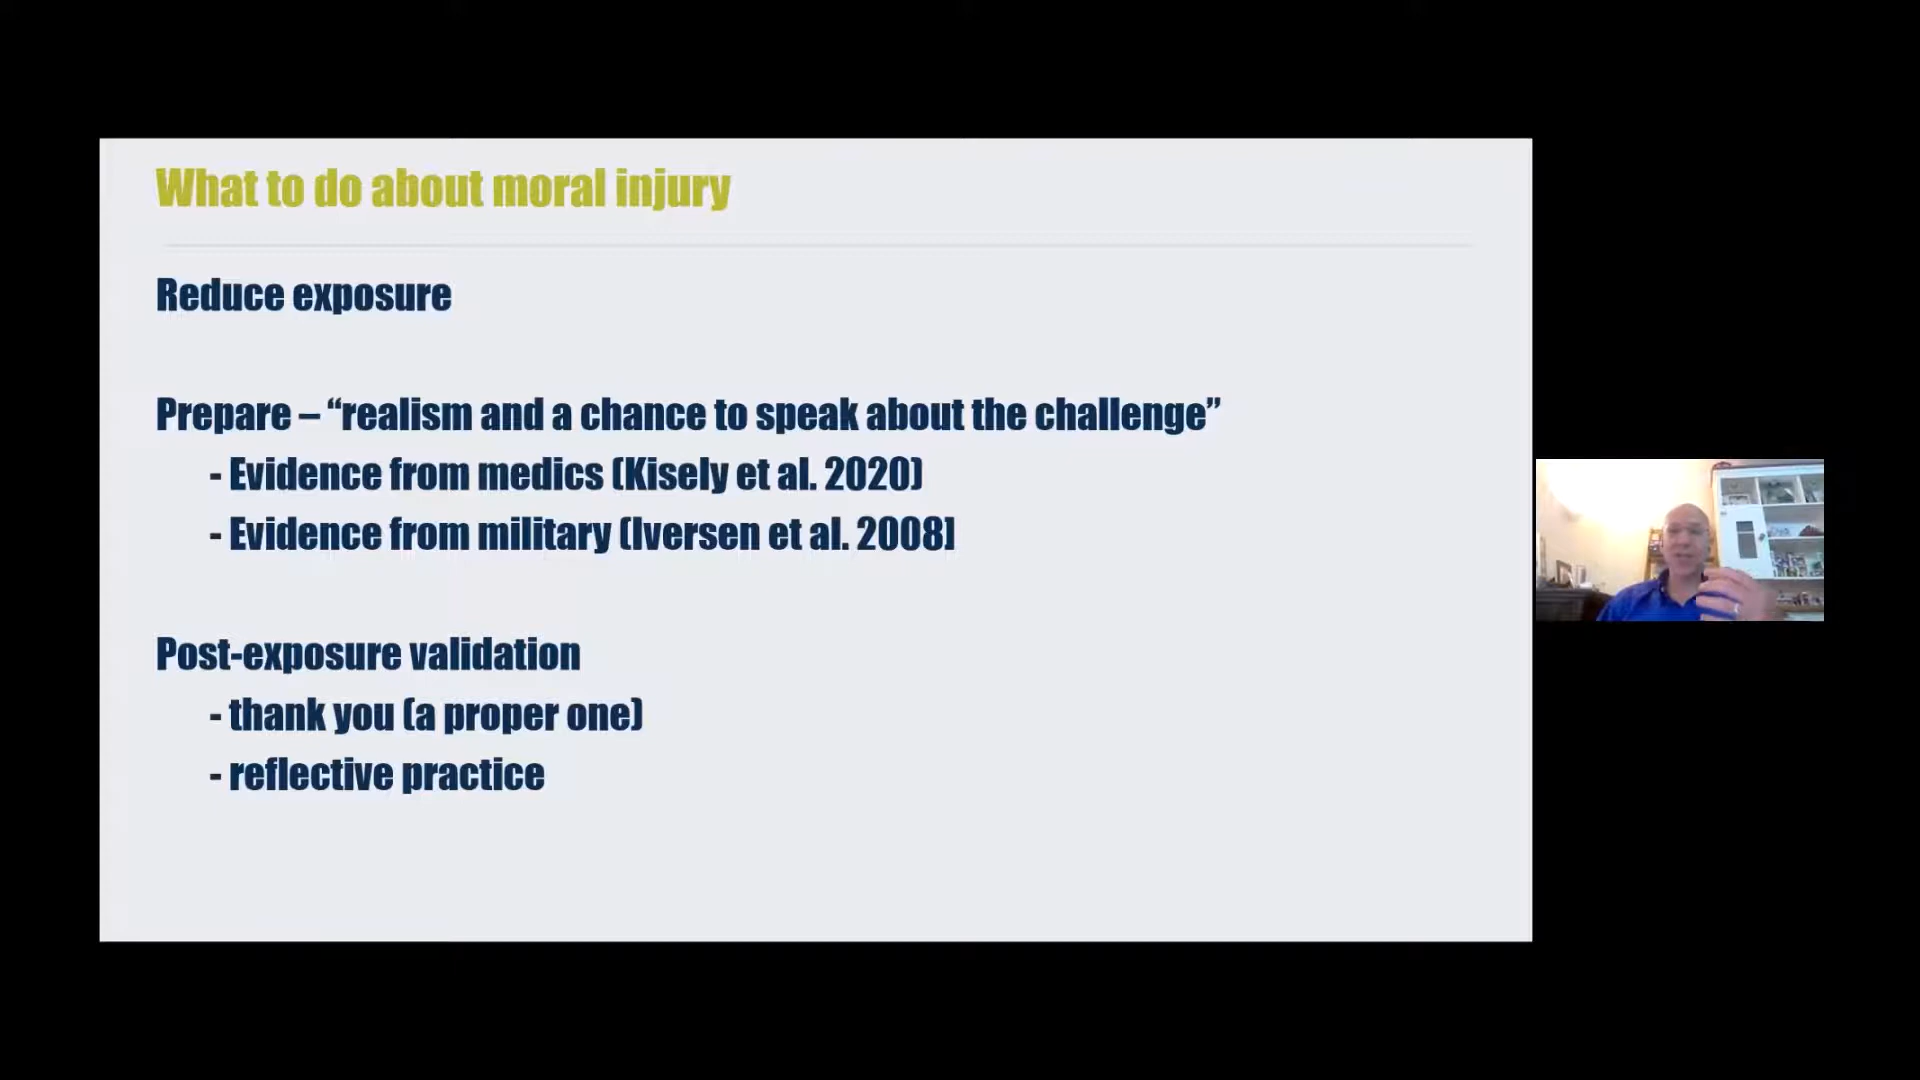 What to do about moral injury
Reduce exposure
Prepare – “realism and a chance to speak about the challenge”
- Evidence from medics (Kisely et al. 2020)
- Evidence from military (Iversen et al. 2008]
Post-exposure validation
- thank you (a proper one)
- reflective practice